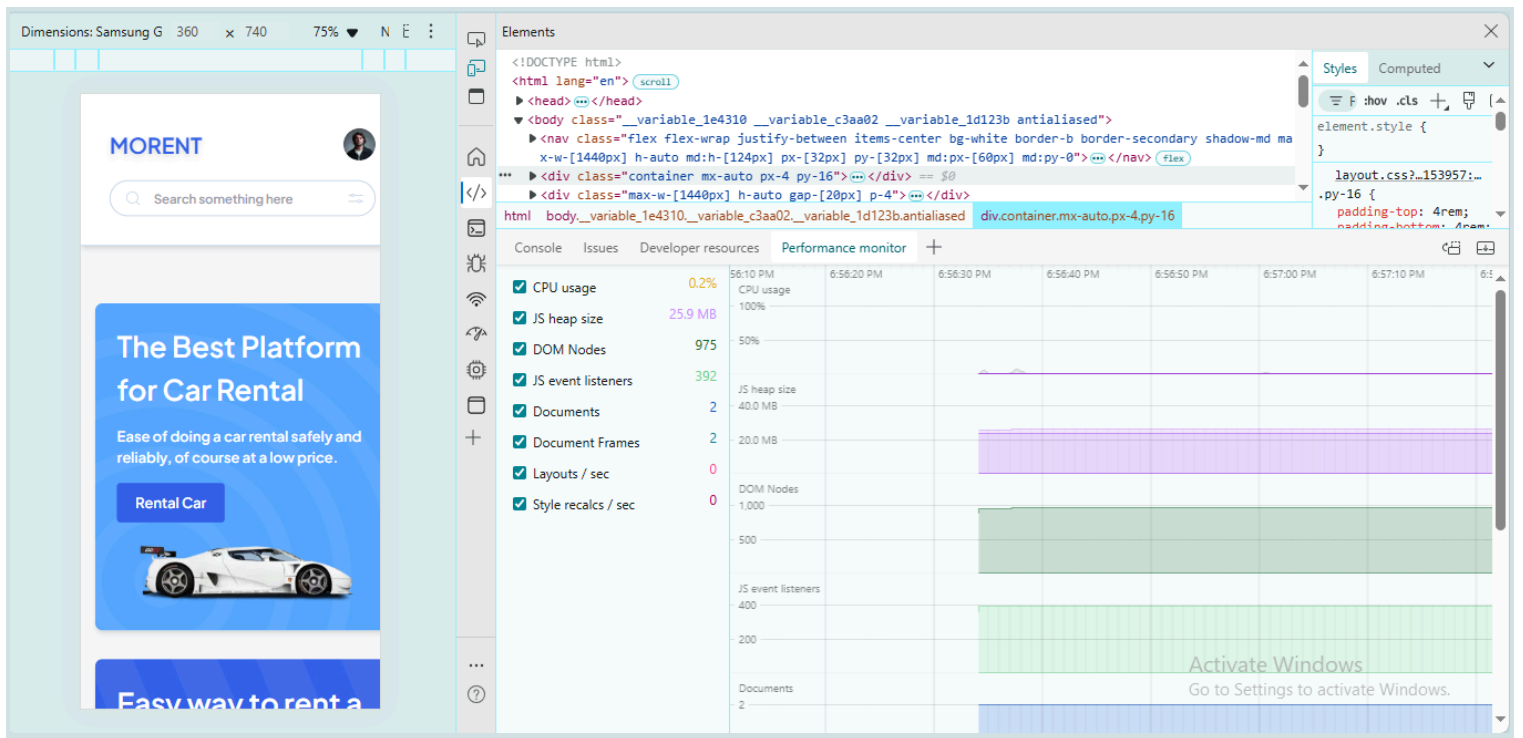 Dimensions: Samsung G 360 × 740 75% ▼ N E
MORENT
Search something here
The Best Platform
for Car Rental
Ease of doing a car rental safely and
reliably, of course at a low price.
Rental Car
Easy way to rent a
Elements
<!DOCTYPE html>
<html lang="en"> scroll
<head> ••• </head>
<body class="__variable_1e4310 __variable_c3aa02 __variable_1d123b antialiased">
<nav class="flex flex-wrap justify-between items-center bg-white border-b border-secondary shadow-md ma
x-w-[1440px] h-auto md:h-[124px] px-[32px] py-[32px] md:px-[60px] md:py-0"> ••• </nav> flex
••• <div class="container mx-auto px-4 py-16"> ••• </div> == $0
<div class="max-w-[1440px] h-auto gap-[20px] p-4"> ••• </div>
html body.__variable_1e4310.__variable_c3aa02.__variable_1d123b.antialiased div.container.mx-auto.px-4.py-16
Styles Computed
F :hov .cls
element.style {
}
layout.css?…153957:…
.py-16 {
padding-top: 4rem;
padding-bottom: 4rem;
Console Issues Developer resources Performance monitor
CPU usage 0.2%
JS heap size 25.9 MB
DOM Nodes 975
JS event listeners 392
Documents 2
Document Frames 2
Layouts / sec 0
Style recalcs / sec 0
56:10 PM 6:56:20 PM 6:56:30 PM 6:56:40 PM 6:56:50 PM 6:57:00 PM 6:57:10 PM 6:5
CPU usage
100%
50%
JS heap size
40.0 MB
20.0 MB
DOM Nodes
1,000
500
JS event listeners
400
200
Documents
2
Activate Windows
Go to Settings to activate Windows.